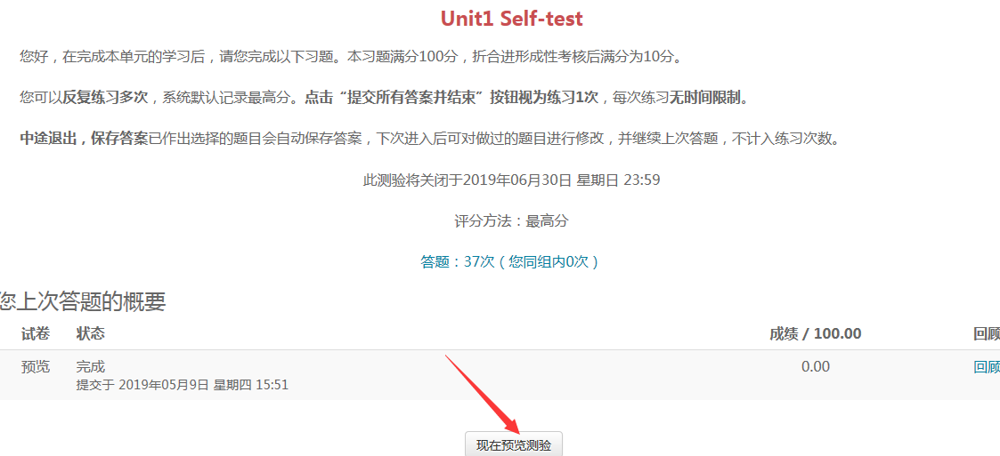 Unit1 Self-test
您好，在完成本单元的学习后，请您完成以下习题。本习题满分100分，折合进形成性考核后满分为10分。
您可以反复练习多次，系统默认记录最高分。点击“提交所有答案并结束”按钮视为练习1次，每次练习无时间限制。
中途退出，保存答案已作出选择的题目会自动保存答案，下次进入后可对做过的题目进行修改，并继续上次答题，不计入练习次数。
此测验将关闭于2019年06月30日 星期日 23:59
评分方法：最高分
答题：37次（您同组内0次）
您上次答题的概要
试卷 状态 成绩 / 100.00 回顾
预览 完成 0.00 回顾
提交于 2019年05月9日 星期四 15:51
现在预览测验